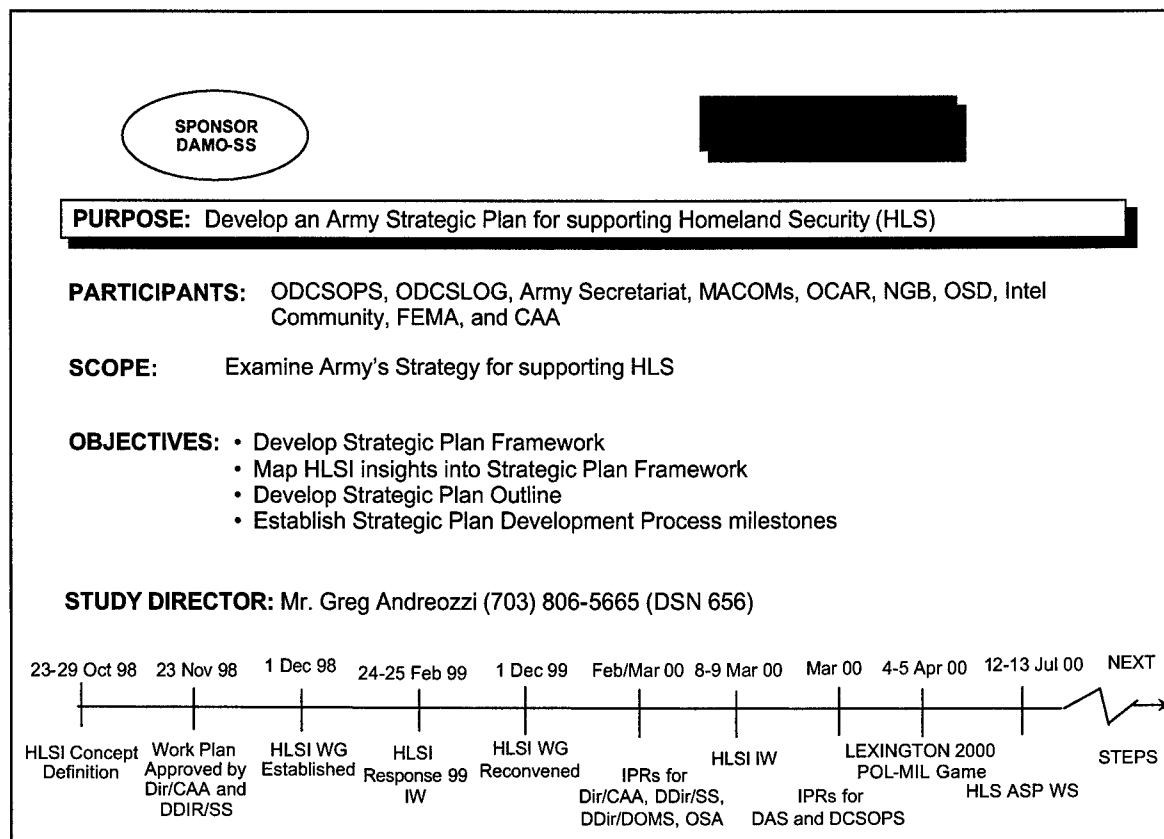 SPONSOR
DAMO-SS
PURPOSE: Develop an Army Strategic Plan for supporting Homeland Security (HLS)
PARTICIPANTS: ODCSOPS, ODCSLOG, Army Secretariat, MACOMs, OCAR, NGB, OSD, Intel
Community, FEMA, and CAA
SCOPE: Examine Army's Strategy for supporting HLS
OBJECTIVES: • Develop Strategic Plan Framework
• Map HLSI insights into Strategic Plan Framework
• Develop Strategic Plan Outline
• Establish Strategic Plan Development Process milestones
STUDY DIRECTOR: Mr. Greg Andreozzi (703) 806-5665 (DSN 656)
23-29 Oct 98
23 Nov 98
1 Dec 98
24-25 Feb 99
1 Dec 99
Feb/Mar 00
8-9 Mar 00
Mar 00
4-5 Apr 00
12-13 Jul 00
NEXT
HLSI Concept
Definition
Work Plan
Approved by
Dir/CAA and
DDIR/SS
HLSI WG
Established
HLSI
Response 99
IW
HLSI WG
Reconvened
IPRs for
Dir/CAA, DDir/SS,
DDir/DOMS, OSA
HLSI IW
IPRs for
DAS and DCSOPS
LEXINGTON 2000
POL-MIL Game
HLS ASP WS
STEPS